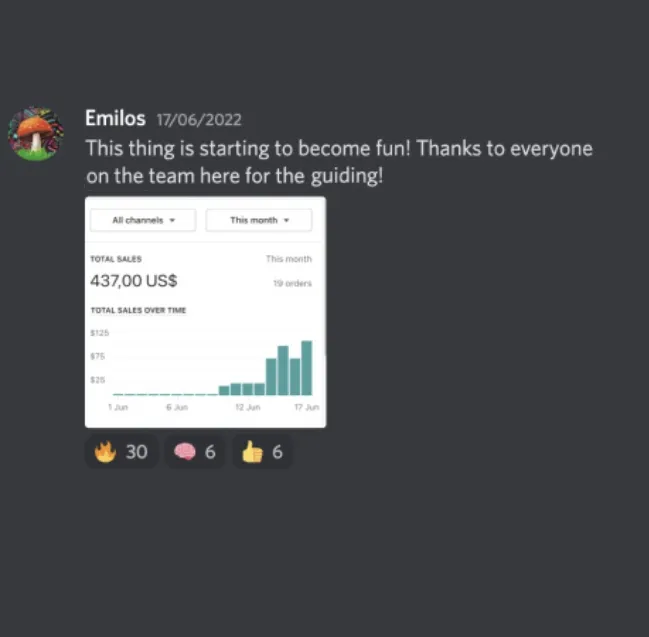 Emilos 17/06/2022
This thing is starting to become fun! Thanks to everyone
on the team here for the guiding!
All channels This month
TOTAL SALES This month
437,00 US$ 19 orders
TOTAL SALES OVER TIME
$125
$75
$25
1 Jun 6 Jun 12 Jun 17 Jun
30 6 6